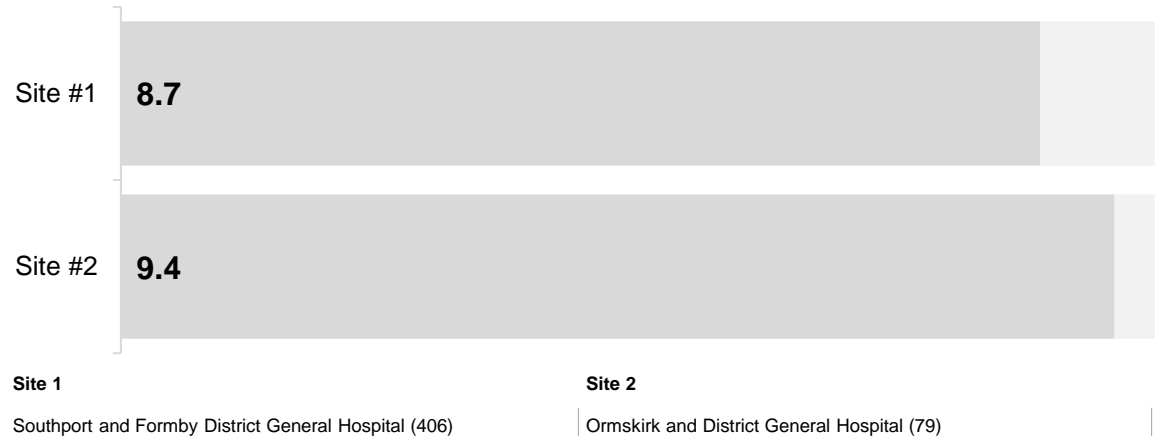 Site #1 8.7
Site #2 9.4
Site 1 Site 2
Southport and Formby District General Hospital (406) Ormskirk and District General Hospital (79)